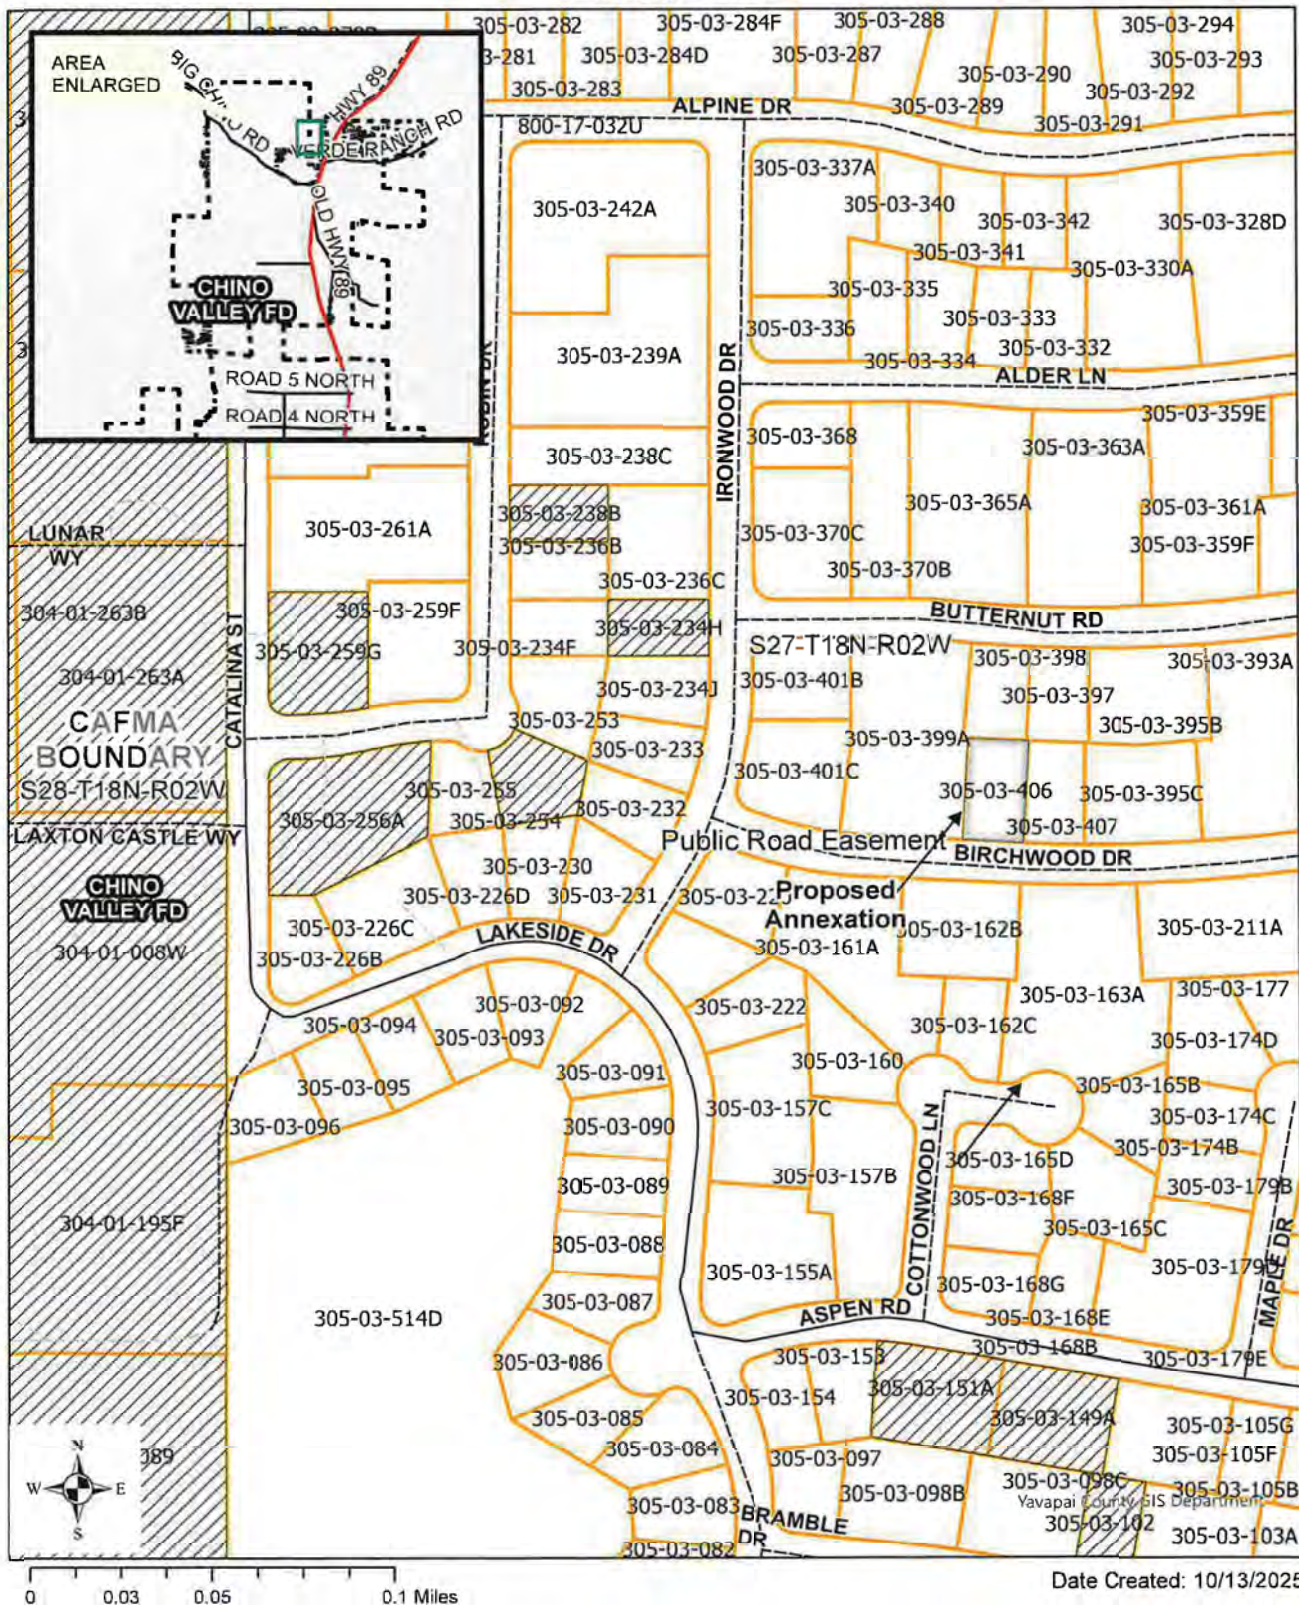 305-03-282
305-03-284F
305-03-288
305-03-294
305-03-284D
305-03-287
305-03-293
305-03-290
305-03-283
305-03-292
305-03-289
305-03-291
ALPINE DR
800-17-032U
AREA
ENLARGED
BIG CHINO RD
HWY 89
VERDE RANCH RD
OLD HWY 89
CHINO
VALLEY FD
ROAD 5 NORTH
ROAD 4 NORTH
305-03-337A
305-03-242A
305-03-340
305-03-342
305-03-328D
305-03-341
305-03-330A
305-03-335
305-03-336
305-03-333
305-03-332
305-03-334
305-03-239A
IRONWOOD DR
ALDER LN
305-03-359E
305-03-368
305-03-363A
305-03-238C
305-03-365A
305-03-361A
305-03-238B
305-03-261A
305-03-370C
305-03-359F
305-03-236B
305-03-370B
305-03-236C
LUNAR
WY
304-01-263B
305-03-259F
BUTTERNUT RD
305-03-234H
S27-T18N-R02W
305-03-259G
305-03-234F
305-03-398
305-03-393A
304-01-263A
CATALINA ST
305-03-234J
305-03-401B
305-03-397
305-03-253
305-03-395B
CAFMA
BOUNDARY
S28-T18N-R02W
305-03-233
305-03-399A
305-03-401C
305-03-255
305-03-232
305-03-406
305-03-395C
305-03-256A
305-03-254
305-03-407
LAXTON CASTLE WY
Public Road Easement
BIRCHWOOD DR
305-03-230
Proposed
Annexation
CHINO
VALLEY FD
305-03-226D
305-03-231
305-03-226C
305-03-162B
305-03-211A
LAKESIDE DR
305-03-161A
304-01-008W
305-03-226B
305-03-092
305-03-222
305-03-163A
305-03-177
305-03-094
305-03-093
305-03-162C
305-03-174D
305-03-091
305-03-160
305-03-095
305-03-165B
305-03-157C
305-03-174C
305-03-096
305-03-090
305-03-174B
305-03-165D
305-03-157B
305-03-089
305-03-179B
305-03-168F
COTTONWOOD LN
304-01-195F
305-03-165C
305-03-088
305-03-155A
305-03-179D
MAPLE DR
305-03-168G
305-03-087
305-03-514D
ASPEN RD
305-03-168E
305-03-168B
305-03-086
305-03-153
305-03-179E
305-03-154
305-03-151A
305-03-085
305-03-149A
305-03-105G
305-03-084
305-03-105F
305-03-097
305-03-098C
305-03-105B
305-03-098B
305-03-083
Yavapai County GIS Department
305-03-102
BRAMBLE
DR
305-03-103A
305-03-082
N
W E
S
Date Created: 10/13/2025
0 0.03 0.05 0.1 Miles